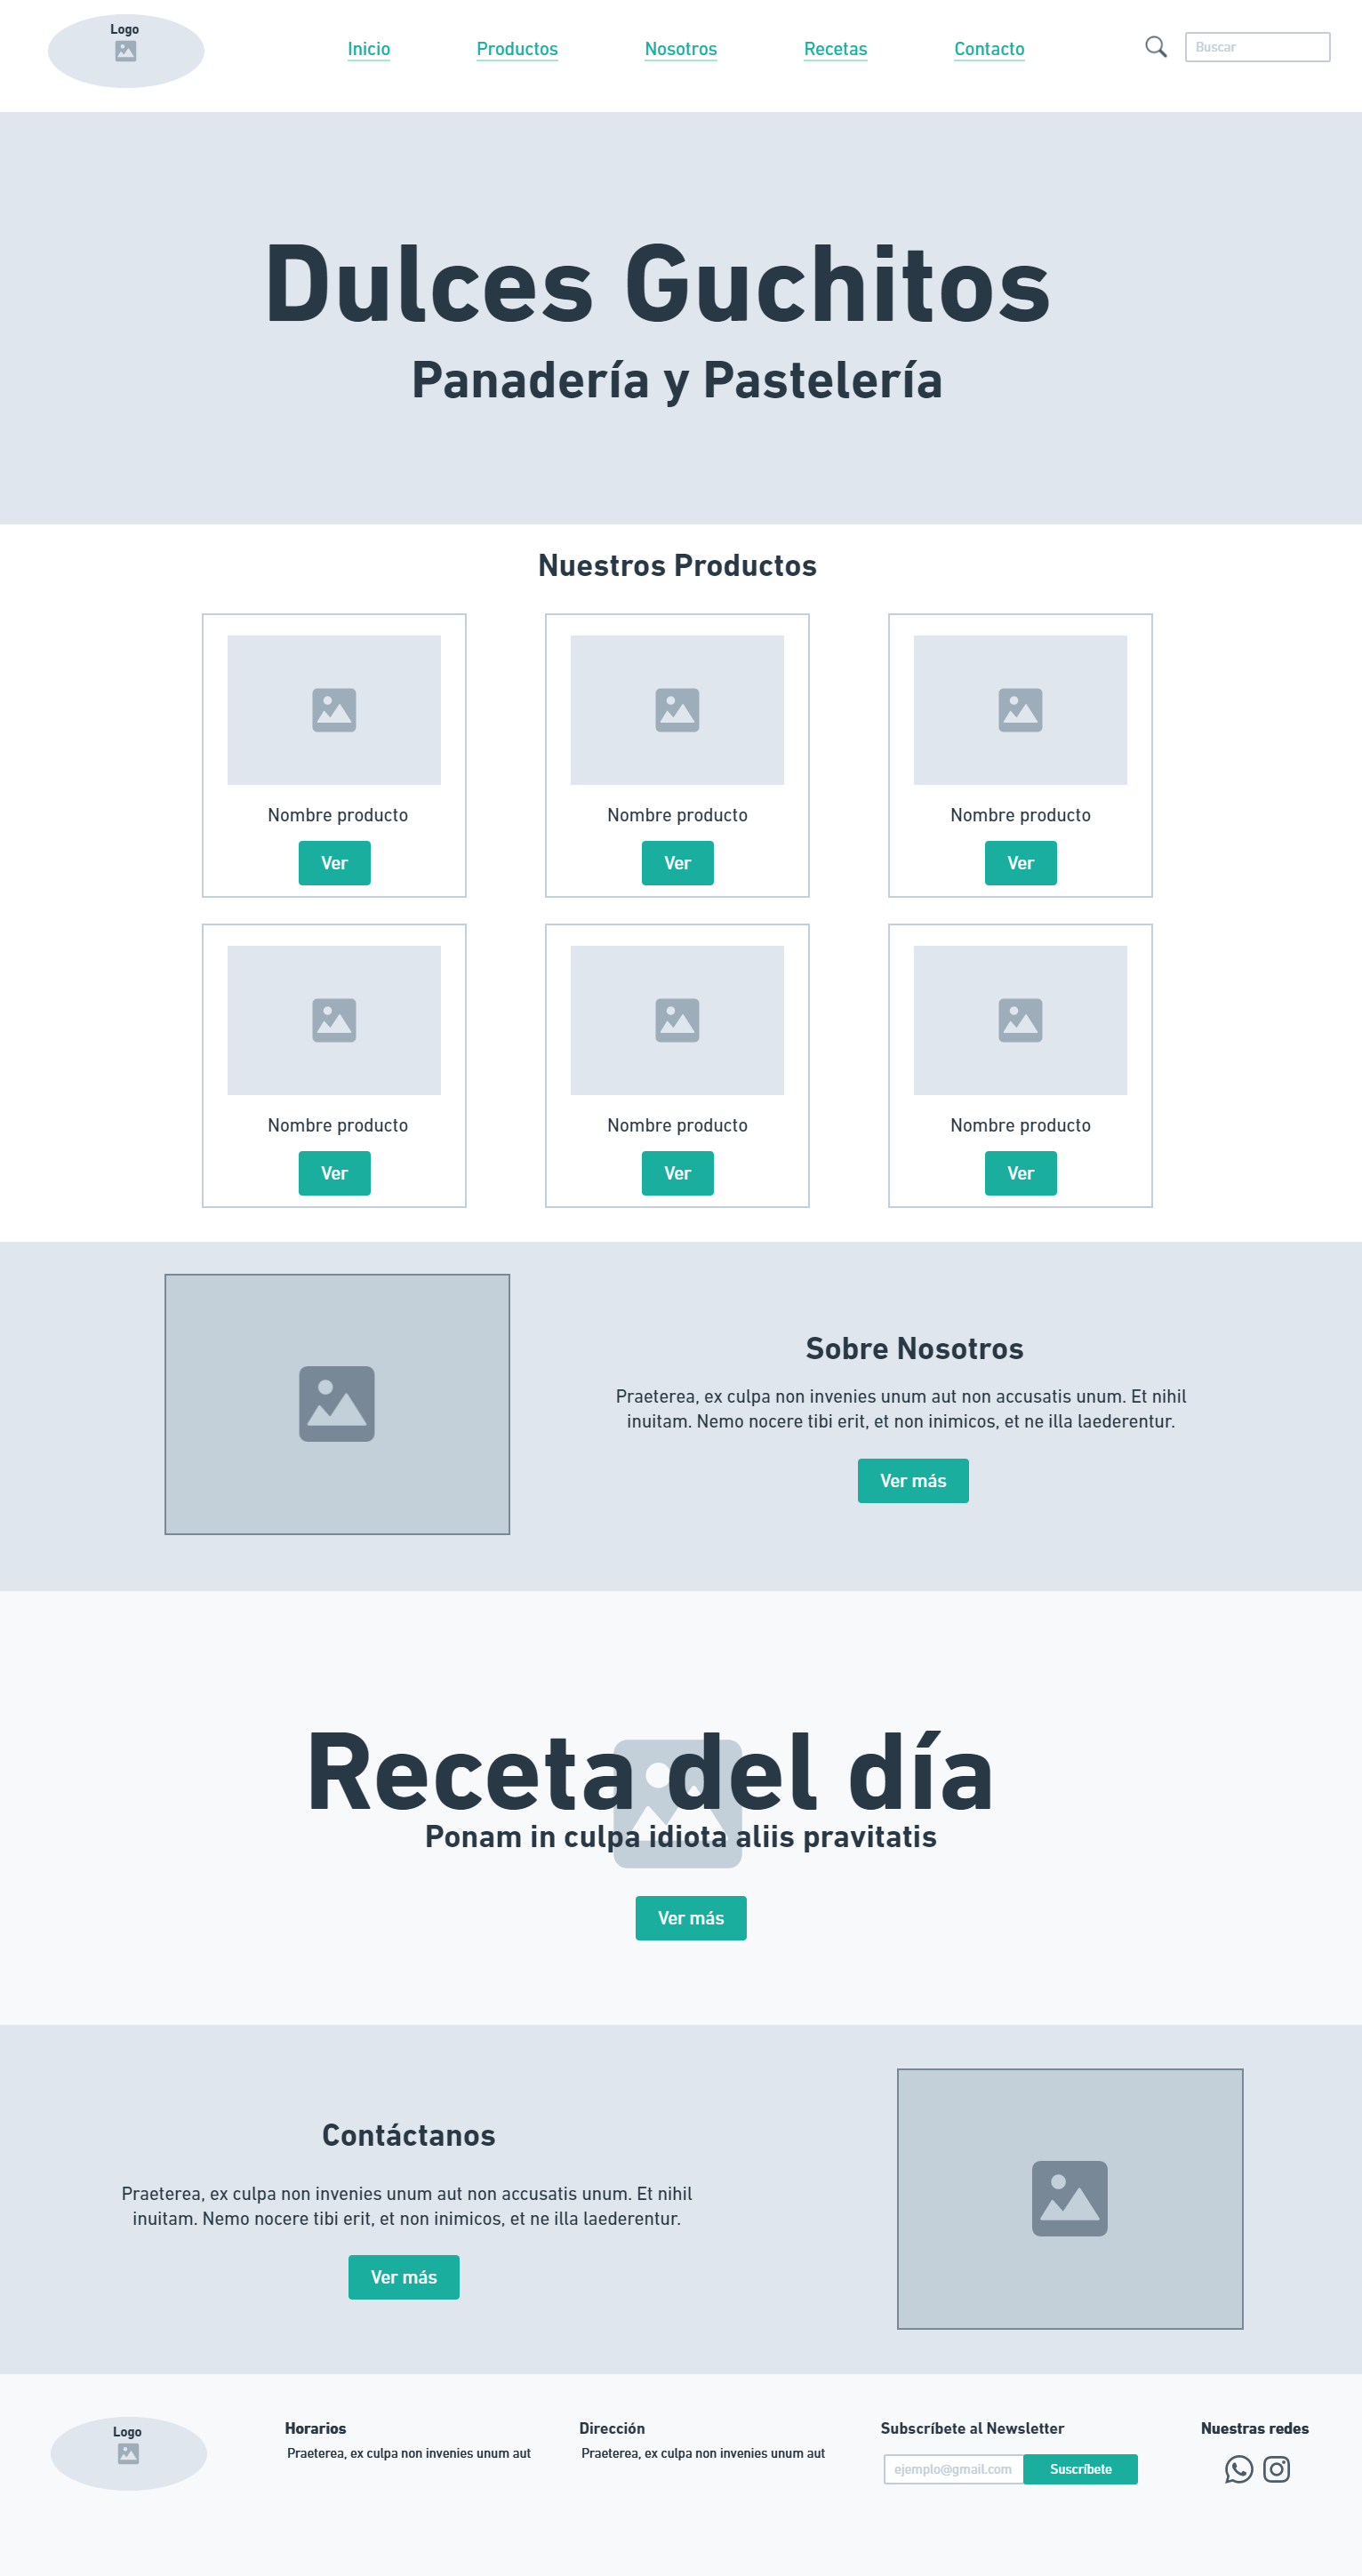 Logo
Inicio
Productos
Nosotros
Recetas
Contacto
Buscar
Dulces Guchitos
Panadería y Pastelería
Nuestros Productos
Nombre producto
Nombre producto
Nombre producto
Ver
Ver
Ver
Nombre producto
Nombre producto
Nombre producto
Ver
Ver
Ver
Sobre Nosotros
Praeterea, ex culpa non invenies unum aut non accusatis unum. Et nihil
inuitam. Nemo nocere tibi erit, et non inimicos, et ne illa laederentur.
Ver más
Receta del día
Ponam in culpa idiota aliis pravitatis
Ver más
Contáctanos
Praeterea, ex culpa non invenies unum aut non accusatis unum. Et nihil
inuitam. Nemo nocere tibi erit, et non inimicos, et ne illa laederentur.
Ver más
Logo
Horarios
Praeterea, ex culpa non invenies unum aut
Dirección
Praeterea, ex culpa non invenies unum aut
Subscríbete al Newsletter
ejemplo@gmail.com
Suscríbete
Nuestras redes